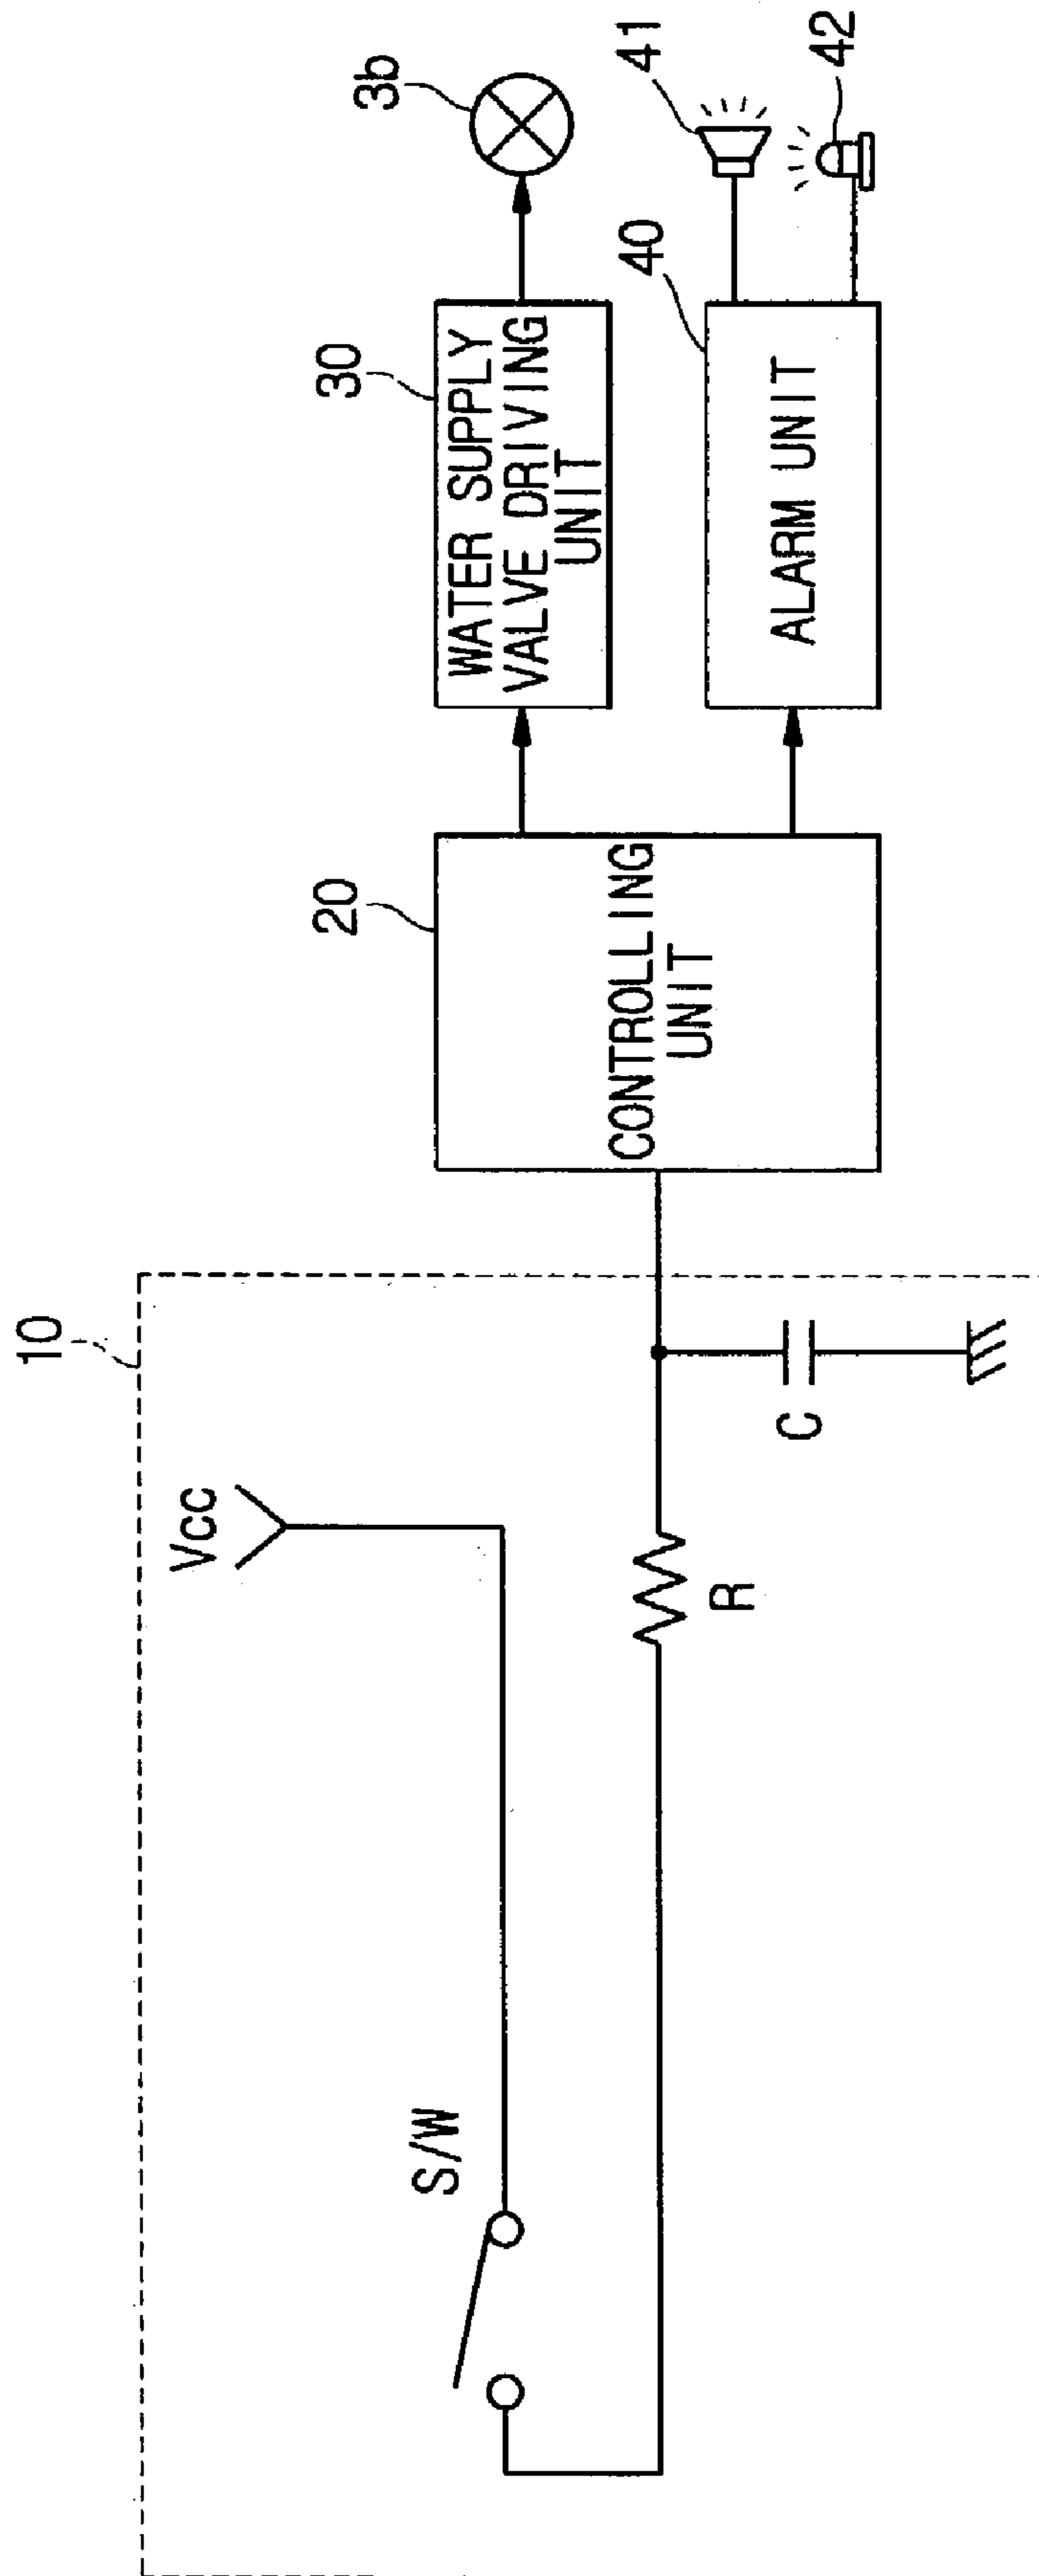 10
Vcc
S/W
R
C
20
CONTROLLING
UNIT
30
WATER SUPPLY
VALVE DRIVING
UNIT
3b
40
ALARM UNIT
41
42